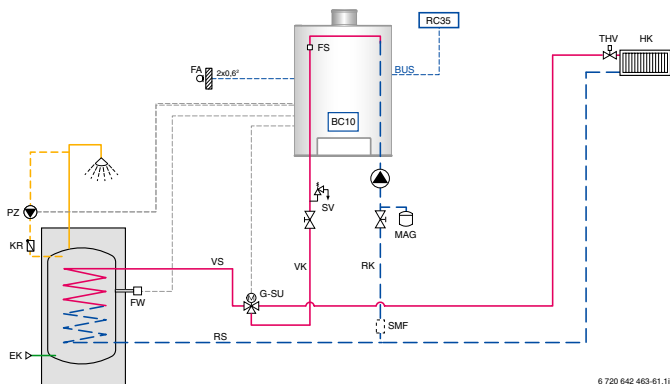 RC35
THV
HK
FS
FA
2x0,6²
BUS
BC10
SV
PZ
MAG
KR
VS
VK
RK
G-SU
FW
M
SMF
RS
EK
6 720 642 463-61.1il